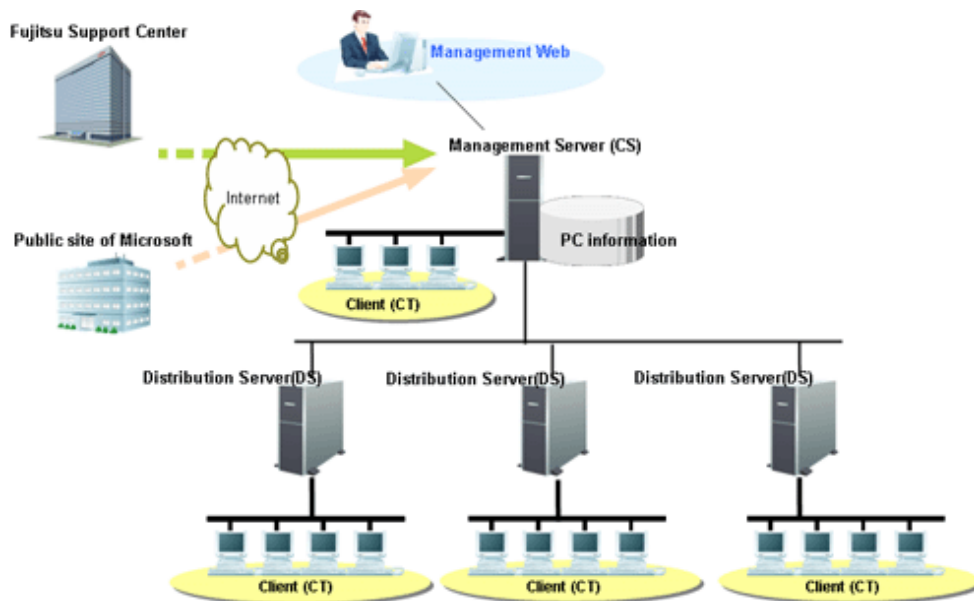 Fujitsu Support Center
Management Web
Management Server (CS)
Internet
Public site of Microsoft
PC information
Client (CT)
Distribution Server(DS)
Distribution Server(DS)
Distribution Server(DS)
Client (CT)
Client (CT)
Client (CT)